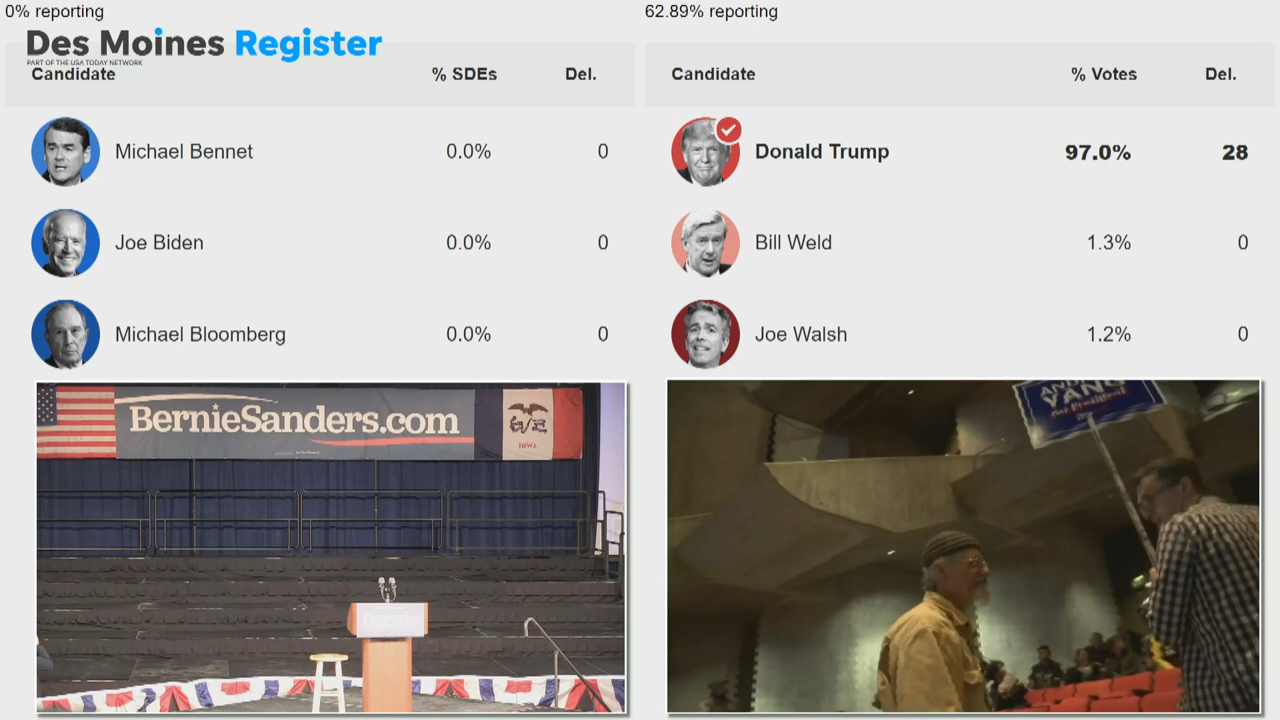 0% reporting
Des Moines Register
PART OF THE USA TODAY NETWORK
Candidate % SDEs Del.
Michael Bennet 0.0% 0
Joe Biden 0.0% 0
Michael Bloomberg 0.0% 0
62.89% reporting
Candidate % Votes Del.
Donald Trump 97.0% 28
Bill Weld 1.3% 0
Joe Walsh 1.2% 0
BernieSanders.com
IOWA
YANG
For President